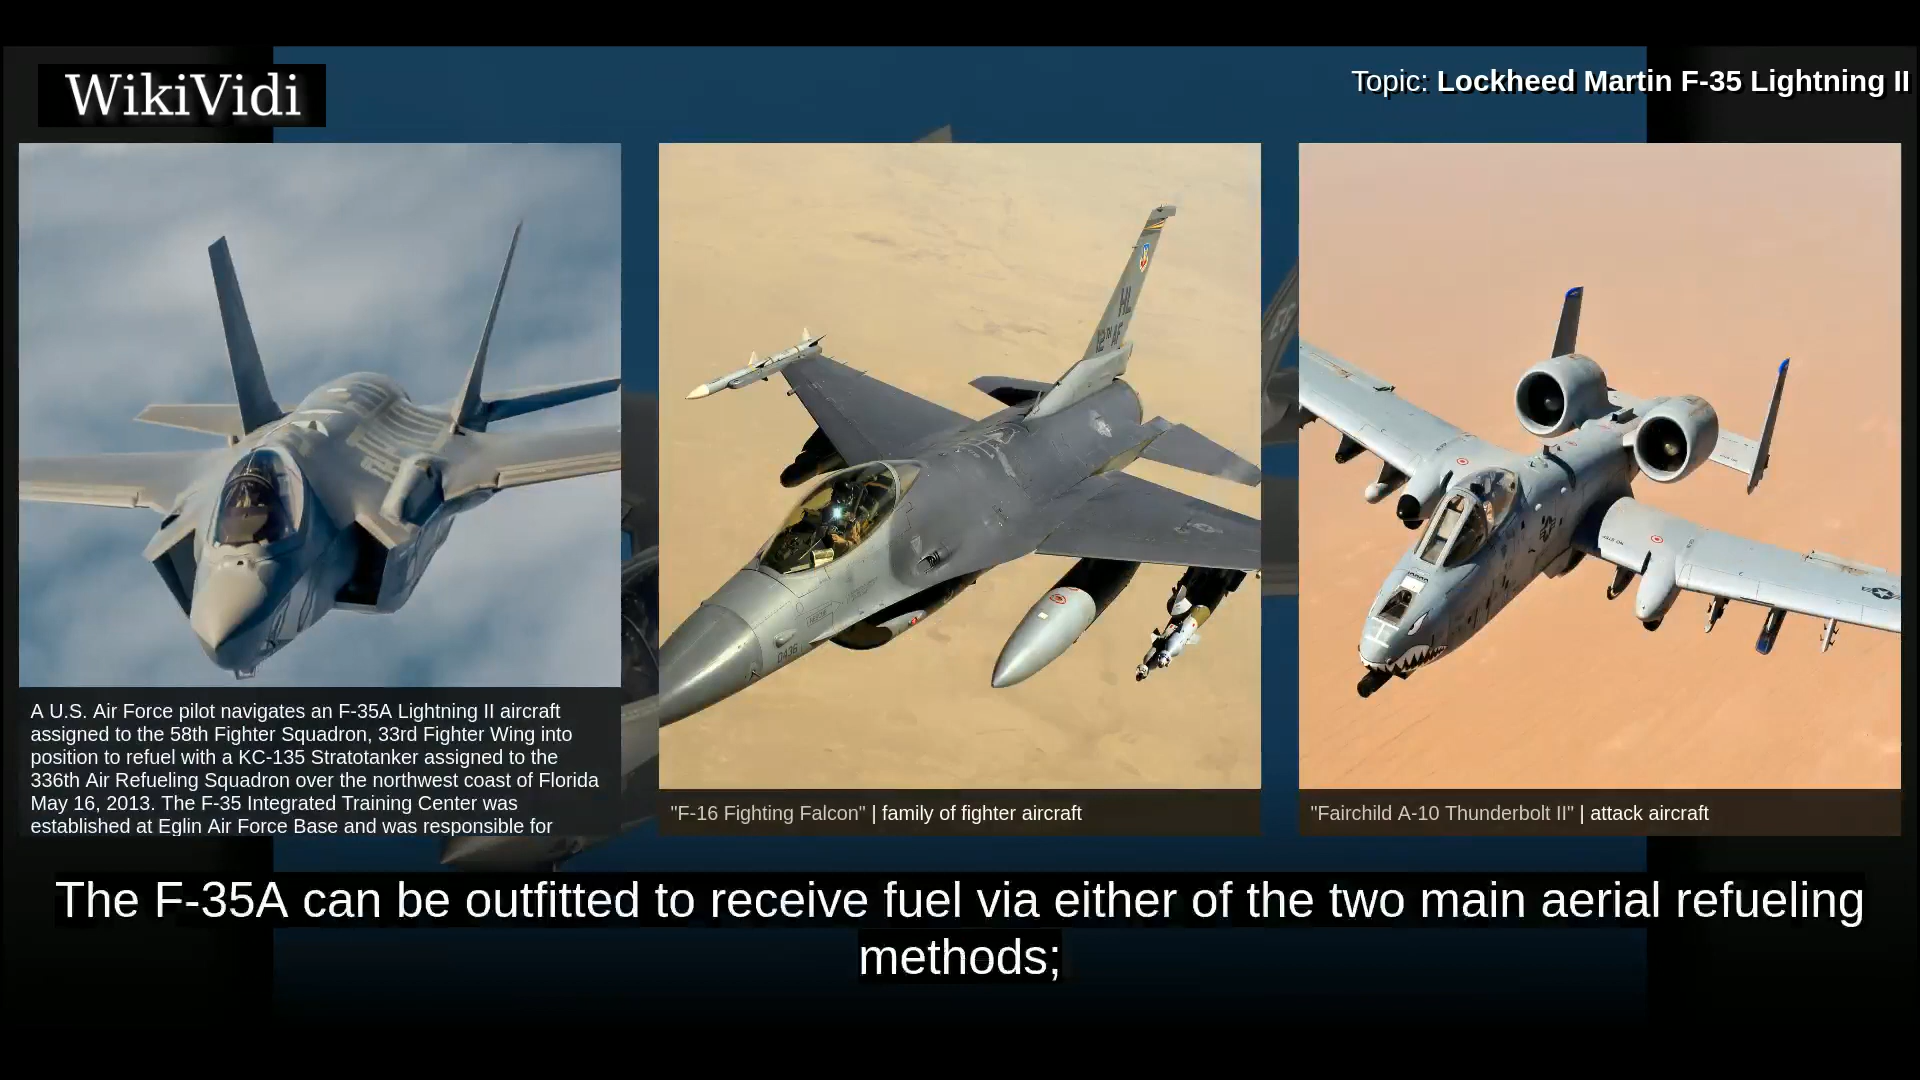 WikiVidi
Topic: Lockheed Martin F-35 Lightning II
HL
0436
A U.S. Air Force pilot navigates an F-35A Lightning II aircraft
assigned to the 58th Fighter Squadron, 33rd Fighter Wing into
position to refuel with a KC-135 Stratotanker assigned to the
336th Air Refueling Squadron over the northwest coast of Florida
May 16, 2013. The F-35 Integrated Training Center was
established at Eglin Air Force Base and was responsible for
"F-16 Fighting Falcon" | family of fighter aircraft
"Fairchild A-10 Thunderbolt II" | attack aircraft
The F-35A can be outfitted to receive fuel via either of the two main aerial refueling
methods;